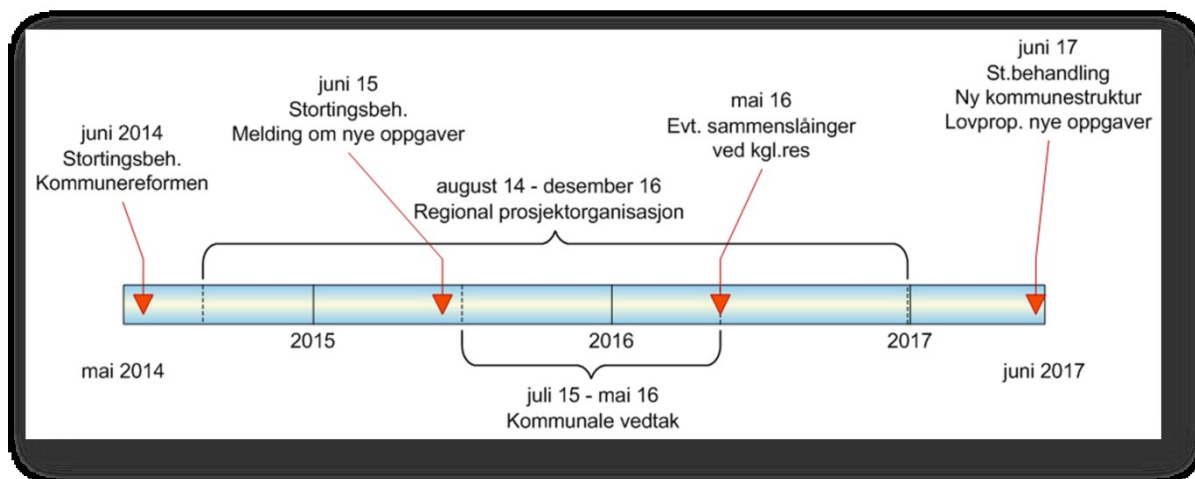 juni 2014
Stortingsbeh.
Kommunereformen
juni 15
Stortingsbeh.
Melding om nye oppgaver
august 14 - desember 16
Regional prosjektorganisasjon
mai 16
Evt. sammenslåinger
ved kgl.res
juni 17
St.behandling
Ny kommunestruktur
Lovprop. nye oppgaver
2015
2016
2017
mai 2014
juni 2017
juli 15 - mai 16
Kommunale vedtak